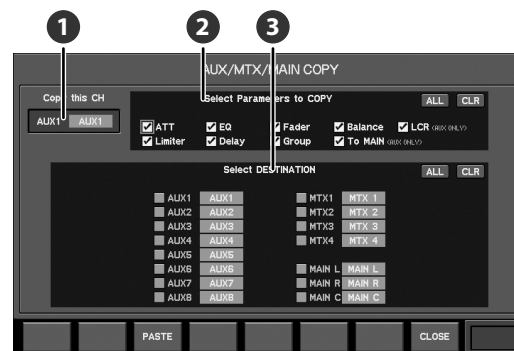 1 2 3
AUX/MTX/MAIN COPY
Copy this CH
AUX1 AUX1
Select Parameters to COPY ALL CLR
ATT EQ Fader Balance LCR (AUX ONLY)
Limiter Delay Group To MAIN (AUX ONLY)
Select DESTINATION ALL CLR
AUX1 AUX1 MTX1 MTX 1
AUX2 AUX2 MTX2 MTX 2
AUX3 AUX3 MTX3 MTX 3
AUX4 AUX4 MTX4 MTX 4
AUX5 AUX5
AUX6 AUX6 MAIN L MAIN L
AUX7 AUX7 MAIN R MAIN R
AUX8 AUX8 MAIN C MAIN C
PASTE CLOSE